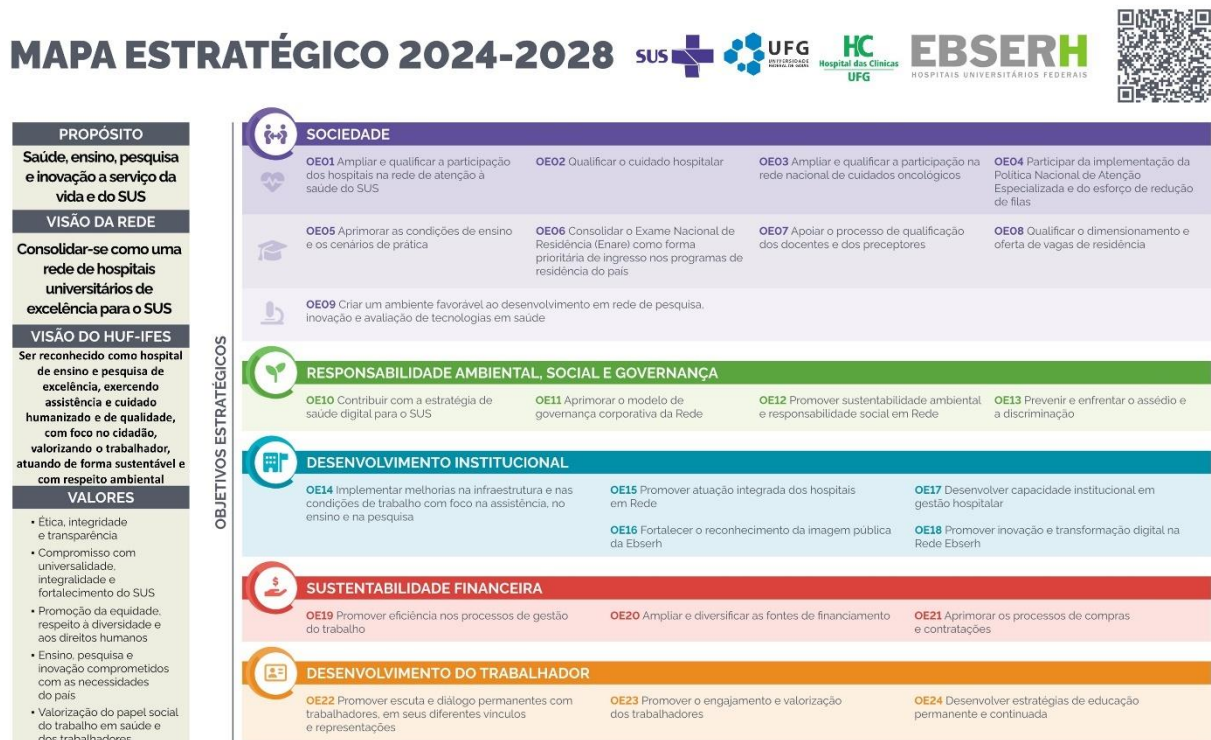 MAPA ESTRATÉGICO 2024-2028
SUS
UFG
UNIVERSIDADE
FEDERAL DE GOIÁS
HC
Hospital das Clínicas
UFG
EBSERH
HOSPITAIS UNIVERSITÁRIOS FEDERAIS
PROPÓSITO
Saúde, ensino, pesquisa
e inovação a serviço da
vida e do SUS
VISÃO DA REDE
Consolidar-se como uma
rede de hospitais
universitários de
excelência para o SUS
VISÃO DO HUF-IFES
Ser reconhecido como hospital
de ensino e pesquisa de
excelência, exercendo
assistência e cuidado
humanizado e de qualidade,
com foco no cidadão,
valorizando o trabalhador,
atuando de forma sustentável e
com respeito ambiental
VALORES
• Ética, integridade
e transparência
• Compromisso com
universalidade,
integralidade e
fortalecimento do SUS
• Promoção da equidade,
respeito à diversidade e
aos direitos humanos
• Ensino, pesquisa e
inovação comprometidos
com as necessidades
do país
• Valorização do papel social
do trabalho em saúde e
dos trabalhadores
OBJETIVOS ESTRATÉGICOS
SOCIEDADE
OE01 Ampliar e qualificar a participação
dos hospitais na rede de atenção à
saúde do SUS
OE02 Qualificar o cuidado hospitalar
OE03 Ampliar e qualificar a participação na
rede nacional de cuidados oncológicos
OE04 Participar da implementação da
Política Nacional de Atenção
Especializada e do esforço de redução
de filas
OE05 Aprimorar as condições de ensino
e os cenários de prática
OE06 Consolidar o Exame Nacional de
Residência (Enare) como forma
prioritária de ingresso nos programas de
residência do país
OE07 Apoiar o processo de qualificação
dos docentes e dos preceptores
OE08 Qualificar o dimensionamento e
oferta de vagas de residência
OE09 Criar um ambiente favorável ao desenvolvimento em rede de pesquisa,
inovação e avaliação de tecnologias em saúde
RESPONSABILIDADE AMBIENTAL, SOCIAL E GOVERNANÇA
OE10 Contribuir com a estratégia de
saúde digital para o SUS
OE11 Aprimorar o modelo de
governança corporativa da Rede
OE12 Promover sustentabilidade ambiental
e responsabilidade social em Rede
OE13 Prevenir e enfrentar o assédio e
a discriminação
DESENVOLVIMENTO INSTITUCIONAL
OE14 Implementar melhorias na infraestrutura e nas
condições de trabalho com foco na assistência, no
ensino e na pesquisa
OE15 Promover atuação integrada dos hospitais
em Rede
OE16 Fortalecer o reconhecimento da imagem pública
da Ebserh
OE17 Desenvolver capacidade institucional em
gestão hospitalar
OE18 Promover inovação e transformação digital na
Rede Ebserh
SUSTENTABILIDADE FINANCEIRA
OE19 Promover eficiência nos processos de gestão
do trabalho
OE20 Ampliar e diversificar as fontes de financiamento
OE21 Aprimorar os processos de compras
e contratações
DESENVOLVIMENTO DO TRABALHADOR
OE22 Promover escuta e diálogo permanentes com
trabalhadores, em seus diferentes vínculos
e representações
OE23 Promover o engajamento e valorização
dos trabalhadores
OE24 Desenvolver estratégias de educação
permanente e continuada